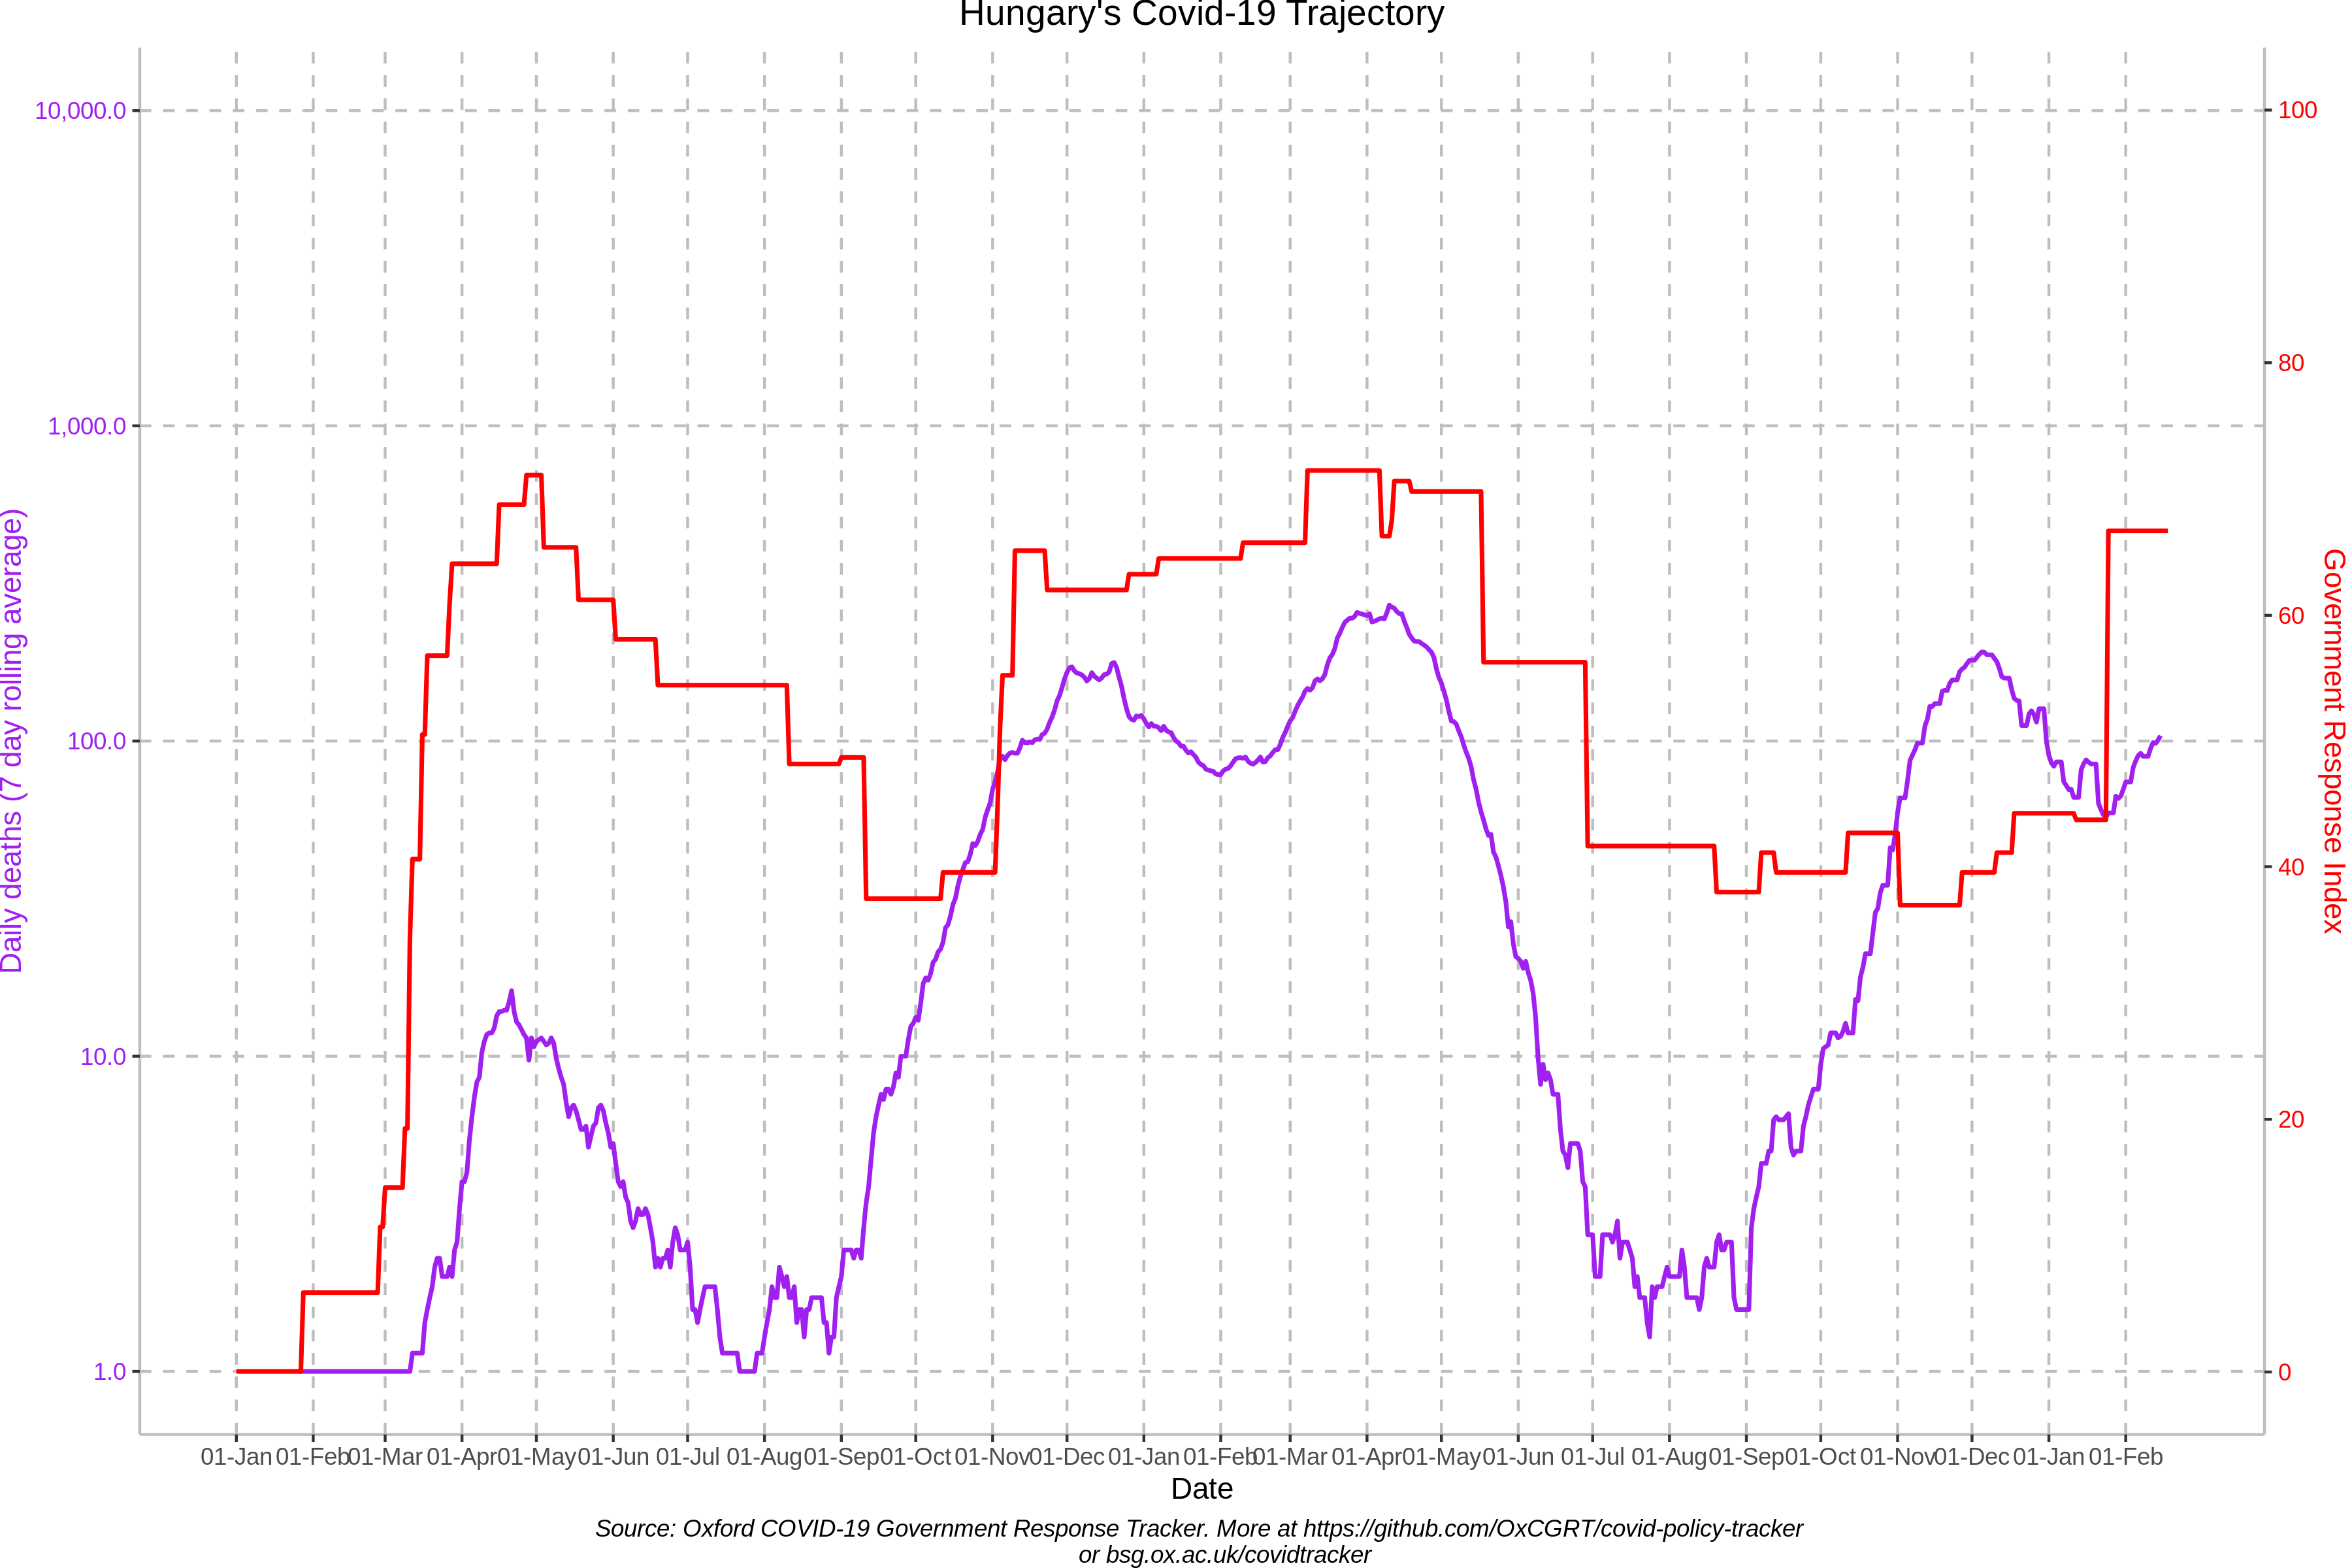 Hungary's Covid-19 Trajectory
10,000.0
1,000.0
100.0
10.0
1.0
Daily deaths (7 day rolling average)
100
80
60
40
20
0
Government Response Index
01-Jan 01-Feb 01-Mar 01-Apr 01-May 01-Jun 01-Jul 01-Aug 01-Sep 01-Oct 01-Nov 01-Dec 01-Jan 01-Feb 01-Mar 01-Apr 01-May 01-Jun 01-Jul 01-Aug 01-Sep 01-Oct 01-Nov 01-Dec 01-Jan 01-Feb
Date
Source: Oxford COVID-19 Government Response Tracker. More at https://github.com/OxCGRT/covid-policy-tracker
or bsg.ox.ac.uk/covidtracker